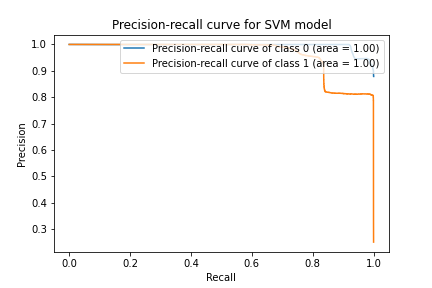 Precision-recall curve for SVM model
Precision-recall curve of class 0 (area = 1.00)
Precision-recall curve of class 1 (area = 1.00)
1.0
0.9
0.8
0.7
0.6
0.5
0.4
0.3
Precision
0.0 0.2 0.4 0.6 0.8 1.0
Recall